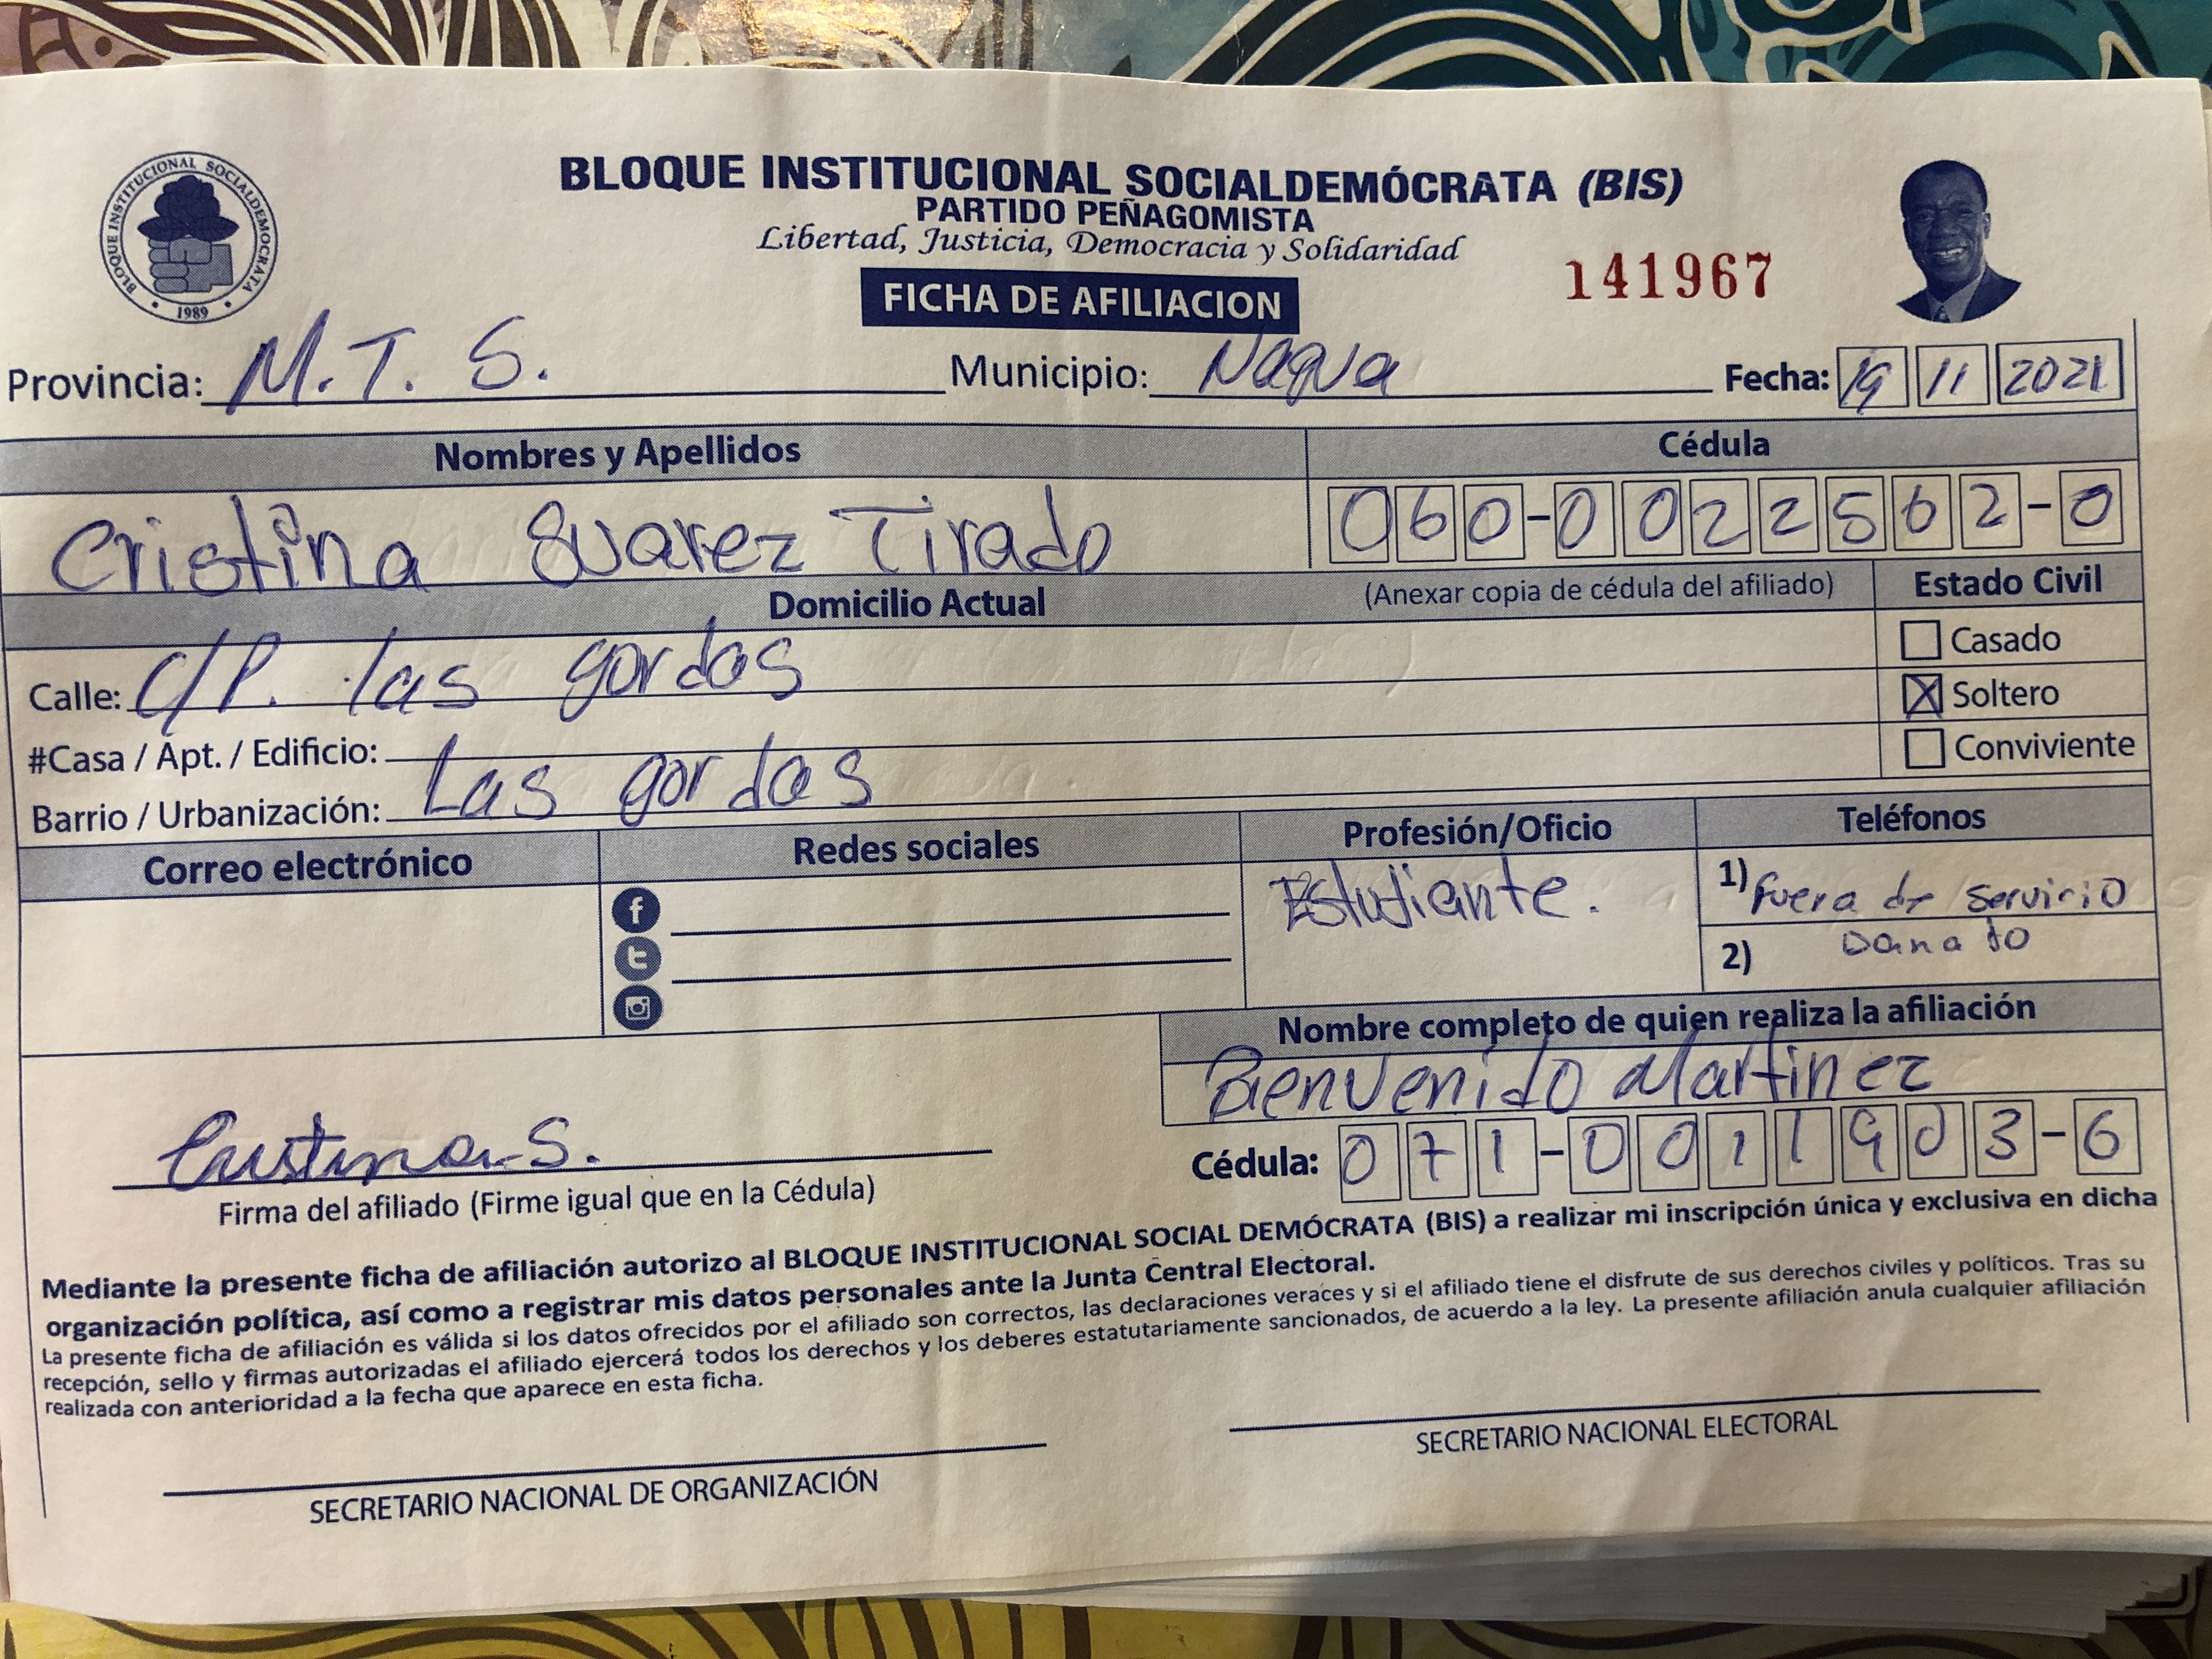 BLOQUE INSTITUCIONAL SOCIALDEMOCRATA
1989
BLOQUE INSTITUCIONAL SOCIALDEMÓCRATA (BIS)
PARTIDO PEÑAGOMISTA
Libertad, Justicia, Democracia y Solidaridad
FICHA DE AFILIACION
141967
Provincia: M.T.S. Municipio: Nagua Fecha: 19 11 2021
Nombres y Apellidos Cédula
Cristina Suarez Tirado 060-0022562-0
Domicilio Actual (Anexar copia de cédula del afiliado) Estado Civil
Casado
Calle: C/P. las gordas
X Soltero
#Casa / Apt. / Edificio:
Conviviente
Barrio / Urbanización: Las gordas
Correo electrónico Redes sociales Profesión/Oficio Teléfonos
Estudiante. 1) Fuera de Servicio
2) Danado
Nombre completo de quien realiza la afiliación
Bienvenido Martinez
Cristina S. Cédula: 071-0011903-6
Firma del afiliado (Firme igual que en la Cédula)
Mediante la presente ficha de afiliación autorizo al BLOQUE INSTITUCIONAL SOCIAL DEMÓCRATA (BIS) a realizar mi inscripción única y exclusiva en dicha
organización política, así como a registrar mis datos personales ante la Junta Central Electoral.
La presente ficha de afiliación es válida si los datos ofrecidos por el afiliado son correctos, las declaraciones veraces y si el afiliado tiene el disfrute de sus derechos civiles y políticos. Tras su
recepción, sello y firmas autorizadas el afiliado ejercerá todos los derechos y los deberes estatutariamente sancionados, de acuerdo a la ley. La presente afiliación anula cualquier afiliación
realizada con anterioridad a la fecha que aparece en esta ficha.
SECRETARIO NACIONAL DE ORGANIZACIÓN SECRETARIO NACIONAL ELECTORAL